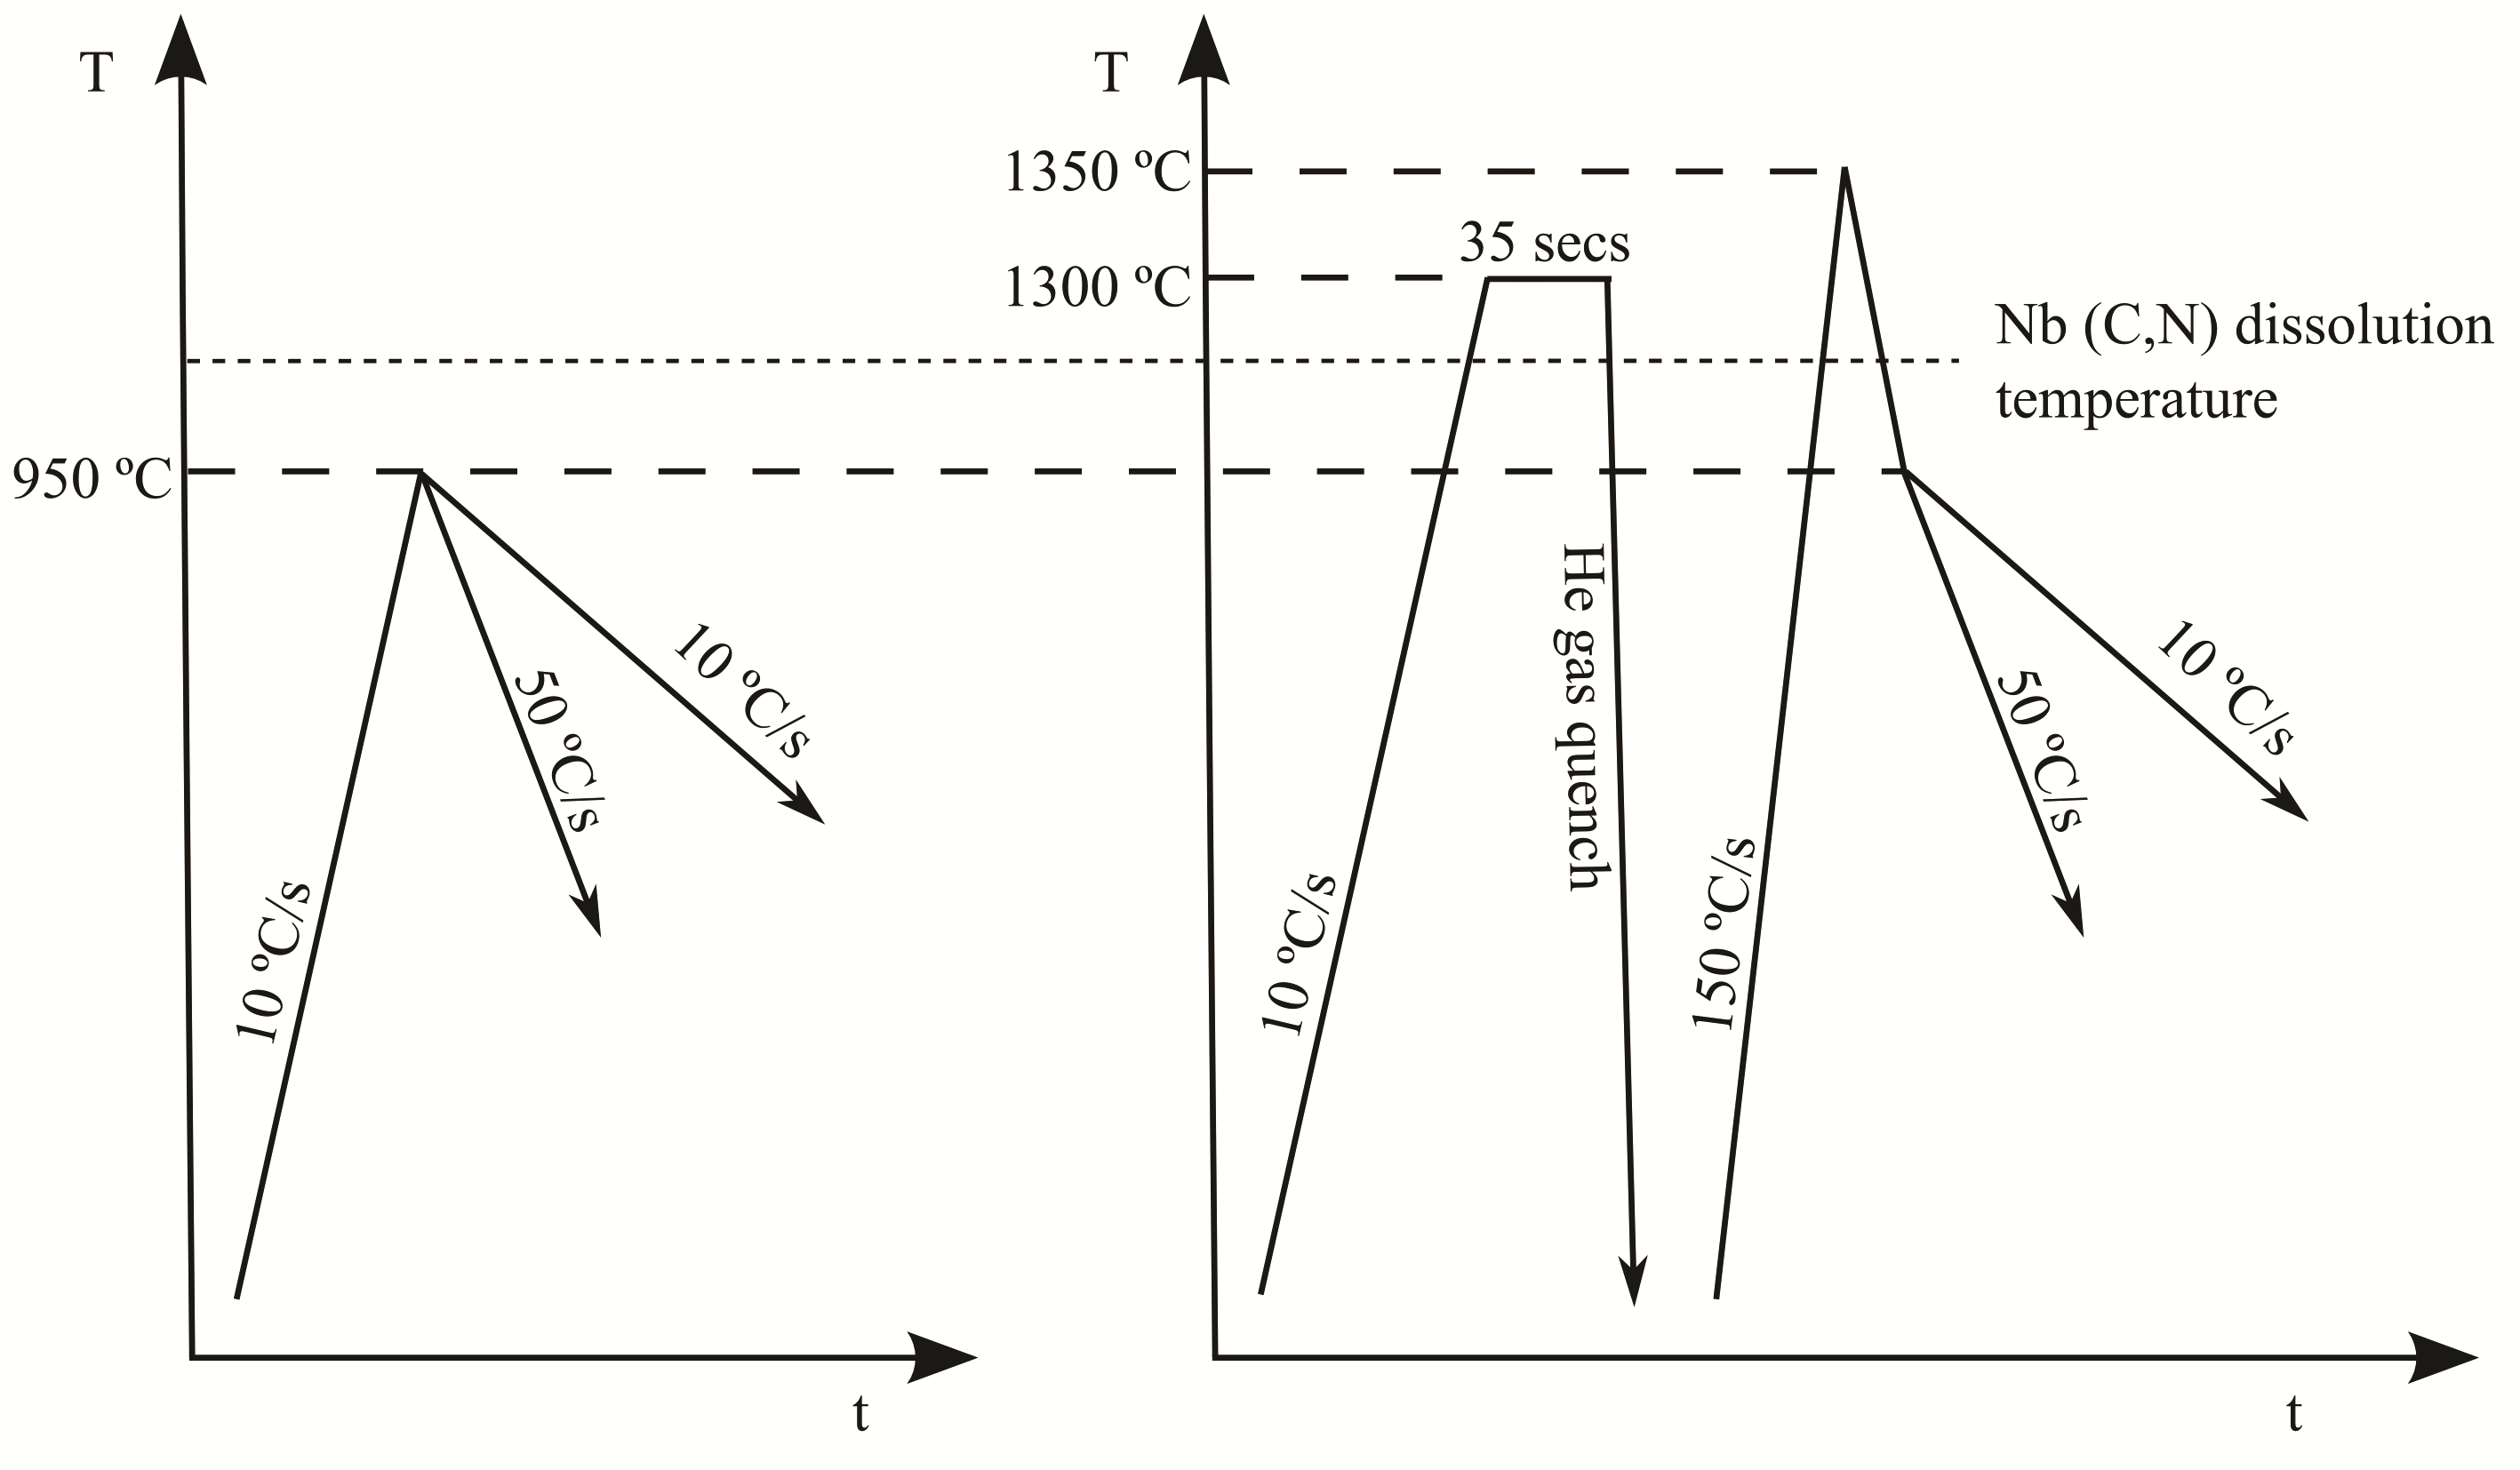 T
950 ºC
10 ºC/s
50 ºC/s
10 ºC/s
t
T
1350 ºC
1300 ºC
35 secs
10 ºC/s
He gas quench
150 ºC/s
50 ºC/s
10 ºC/s
Nb (C,N) dissolution
temperature
t